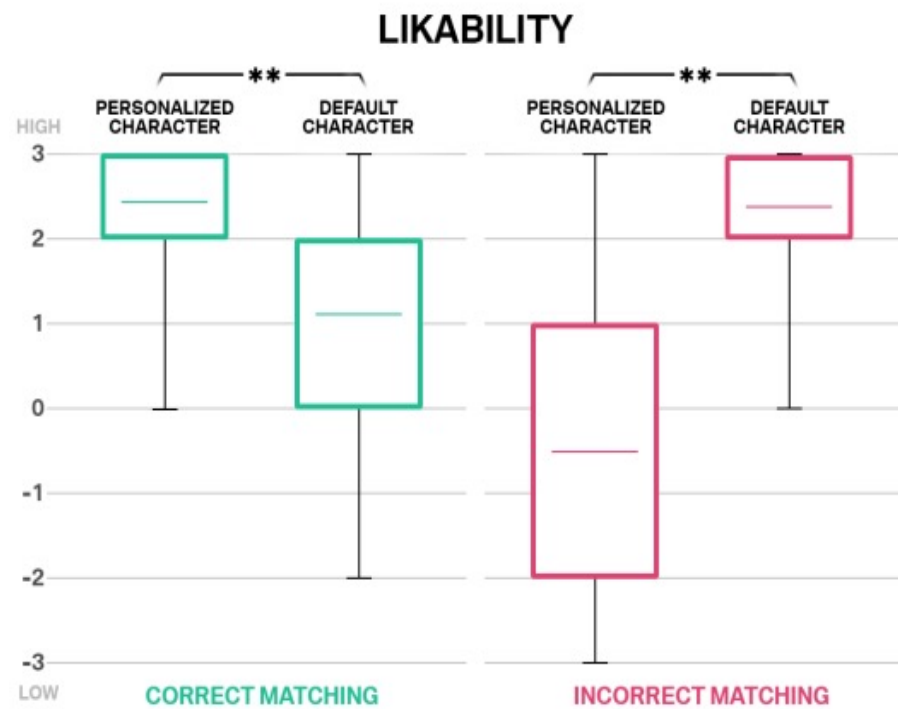 LIKABILITY
** **
PERSONALIZED CHARACTER
DEFAULT CHARACTER
PERSONALIZED CHARACTER
DEFAULT CHARACTER
HIGH
3
2
1
0
-1
-2
-3
LOW
CORRECT MATCHING
INCORRECT MATCHING